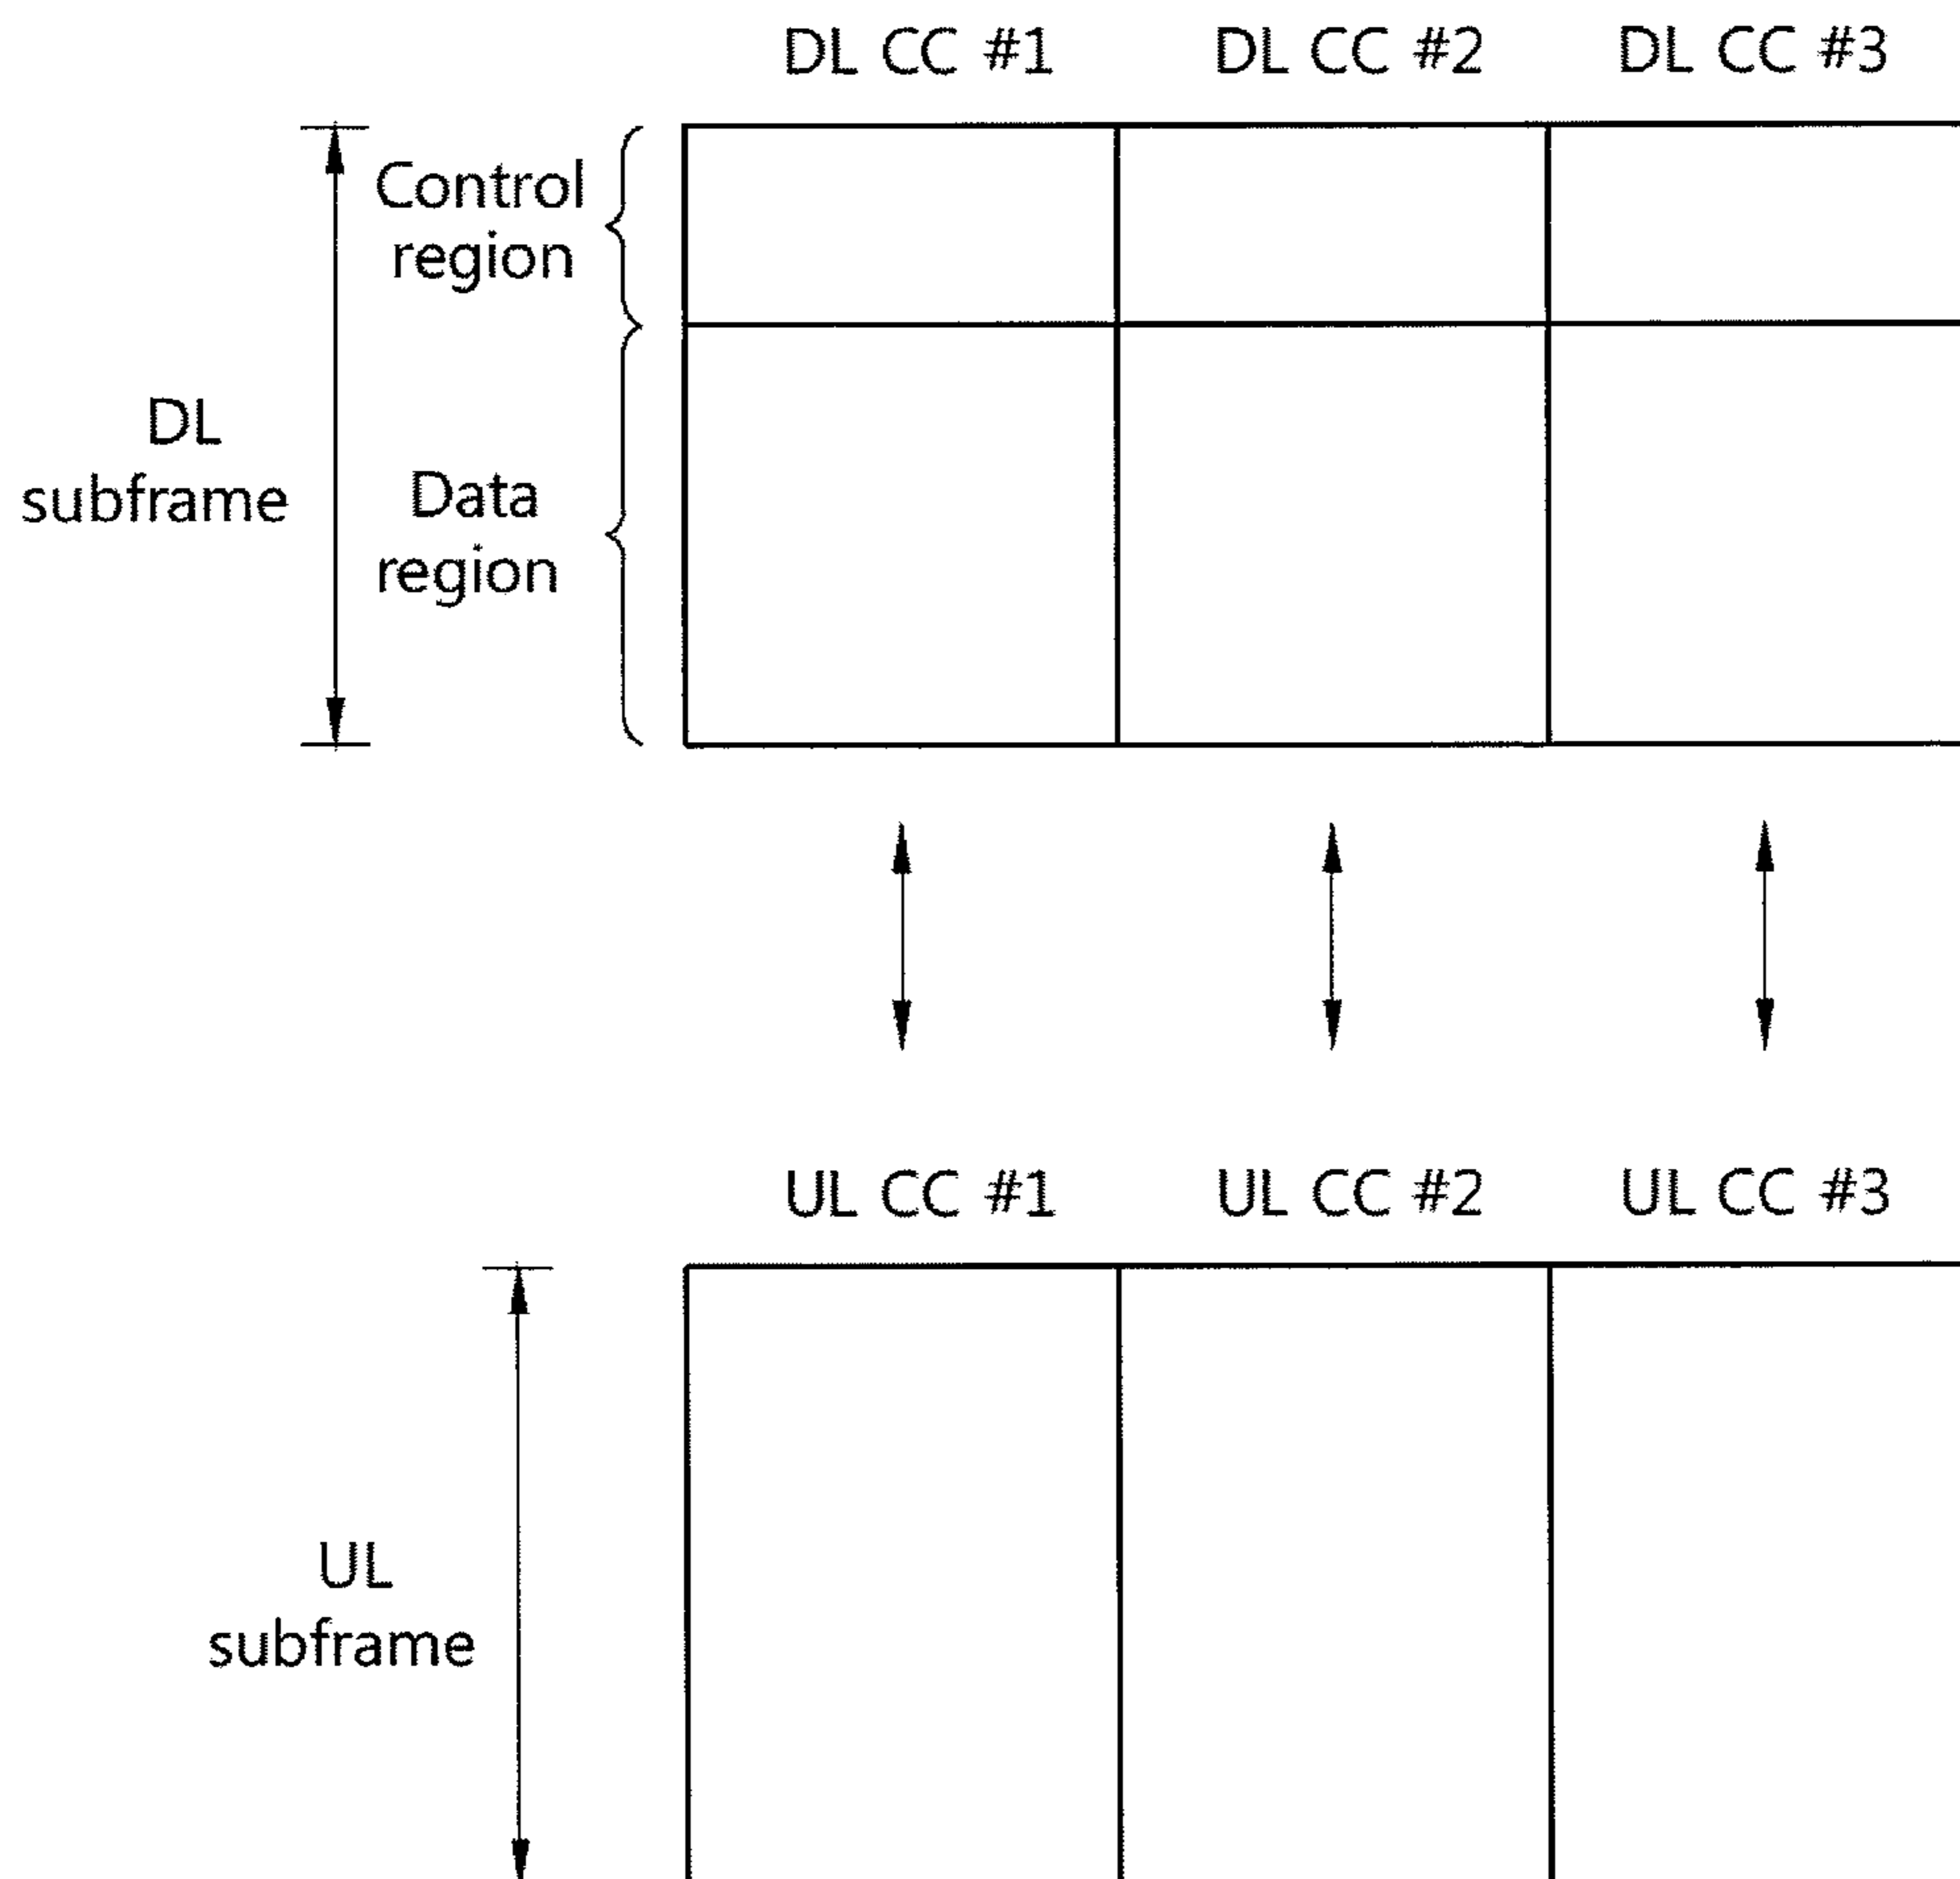 DL CC #1 DL CC #2 DL CC #3
Control
region
DL
subframe
Data
region
UL CC #1 UL CC #2 UL CC #3
UL
subframe